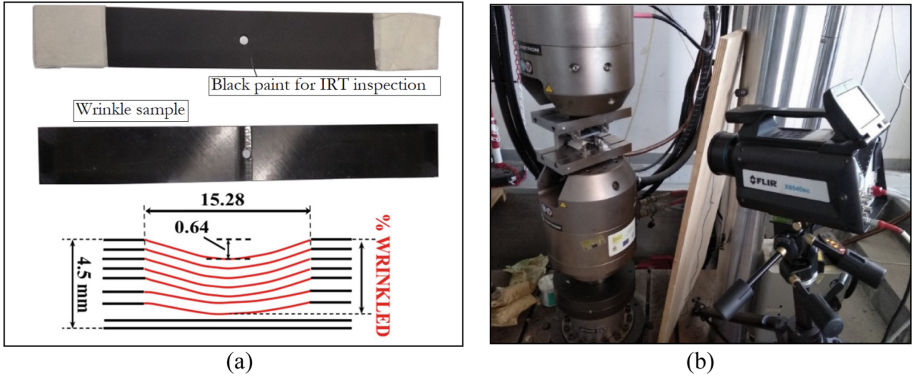 Black paint for IRT inspection
Wrinkle sample
15.28
0.64
4.5 mm
% WRINKLED
FLIR
(a)
(b)